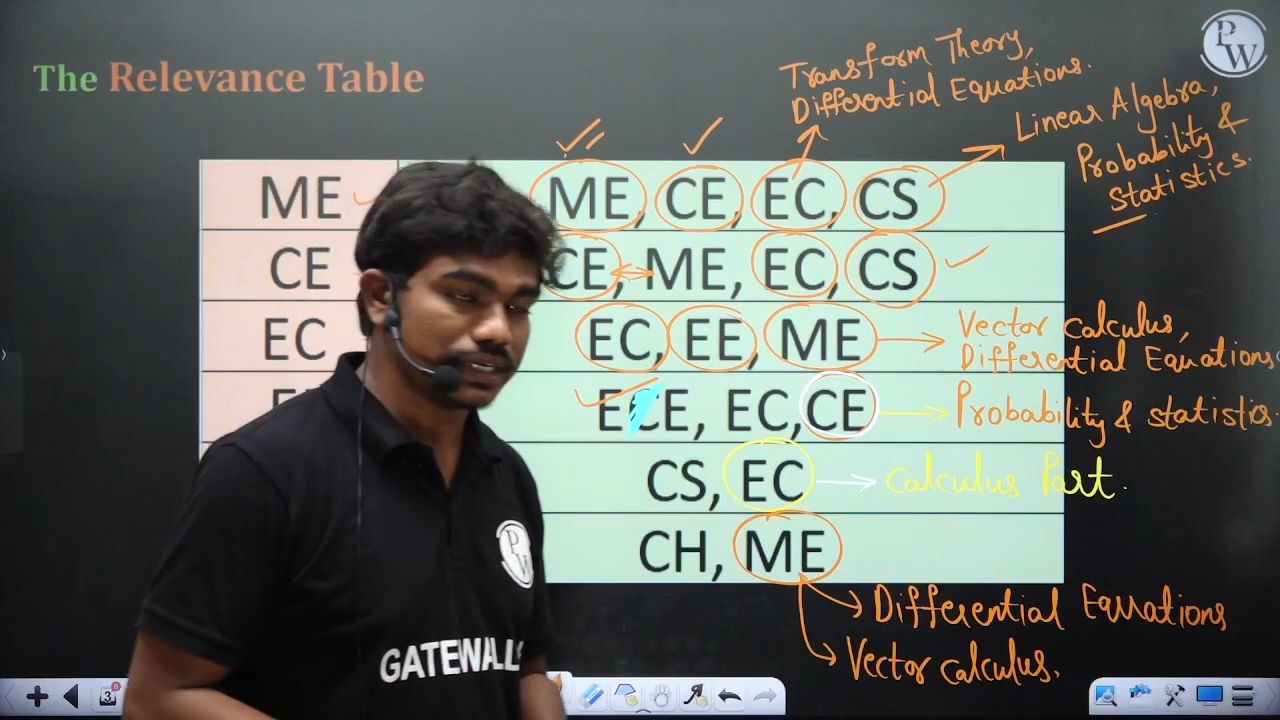 The Relevance Table
Transform Theory,
Differential Equations.
Linear Algebra,
Probability &
Statistics.
PW
ME ME, CE, EC, CS
CE CE, ME, EC, CS
EC EC, EE, ME
Vector calculus,
Differential Equations
E ECE, EC, CE
Probability & statistics.
CS, EC
Calculus Part.
CH, ME
Differential Equations
Vector calculus.
PW
GATEWALL
3